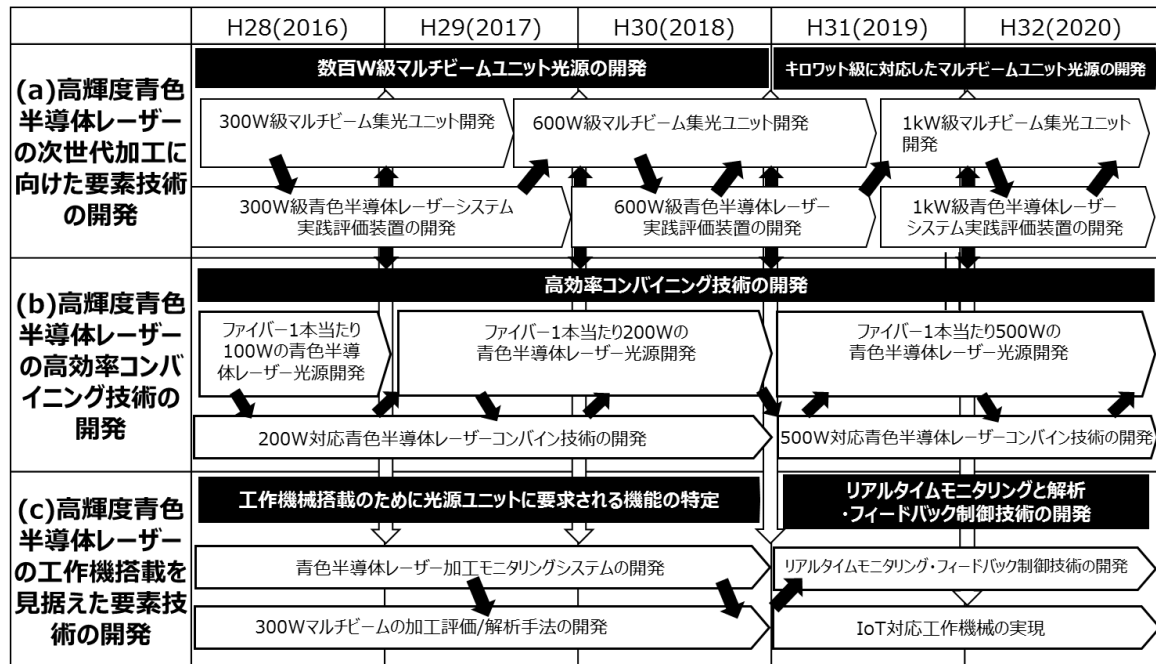 H28(2016)
H29(2017)
H30(2018)
H31(2019)
H32(2020)
(a)高輝度青色
半導体レーザー
の次世代加工に
向けた要素技術
の開発
数百W級マルチビームユニット光源の開発
キロワット級に対応したマルチビームユニット光源の開発
300W級マルチビーム集光ユニット開発
600W級マルチビーム集光ユニット開発
1kW級マルチビーム集光ユニット
開発
300W級青色半導体レーザーシステム
実践評価装置の開発
600W級青色半導体レーザー
実践評価装置の開発
1kW級青色半導体レーザー
システム実践評価装置の開発
(b)高輝度青色
半導体レーザー
の高効率コンバ
イニング技術の
開発
高効率コンバイニング技術の開発
ファイバー1本当たり
100Wの青色半導
体レーザー光源開発
ファイバー1本当たり200Wの
青色半導体レーザー光源開発
ファイバー1本当たり500Wの
青色半導体レーザー光源開発
200W対応青色半導体レーザーコンバイン技術の開発
500W対応青色半導体レーザーコンバイン技術の開発
(c)高輝度青色
半導体レーザー
の工作機搭載を
見据えた要素技
術の開発
工作機械搭載のために光源ユニットに要求される機能の特定
リアルタイムモニタリングと解析
・フィードバック制御技術の開発
青色半導体レーザー加工モニタリングシステムの開発
リアルタイムモニタリング・フィードバック制御技術の開発
300Wマルチビームの加工評価/解析手法の開発
IoT対応工作機械の実現